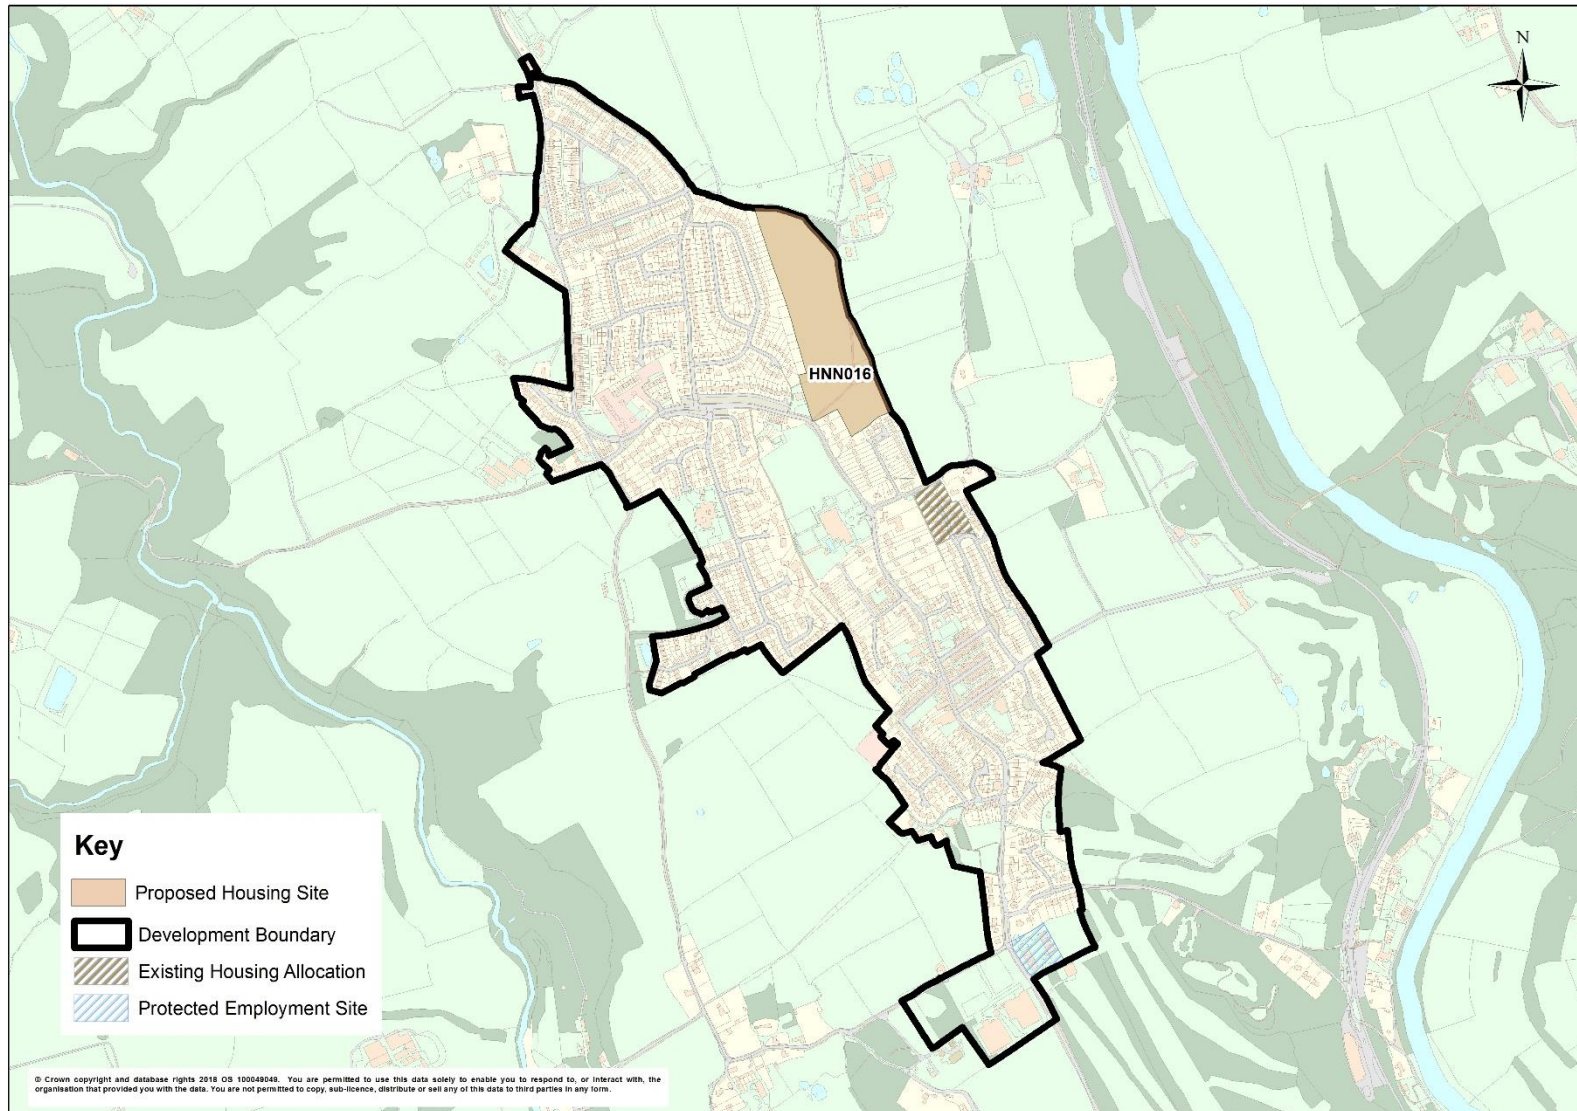 N
HNN016
Key
Proposed Housing Site
Development Boundary
Existing Housing Allocation
Protected Employment Site
© Crown copyright and database rights 2018 OS 100049049. You are permitted to use this data solely to enable you to respond to, or interact with, the
organisation that provided you with the data. You are not permitted to copy, sub-licence, distribute or sell any of this data to third parties in any form.